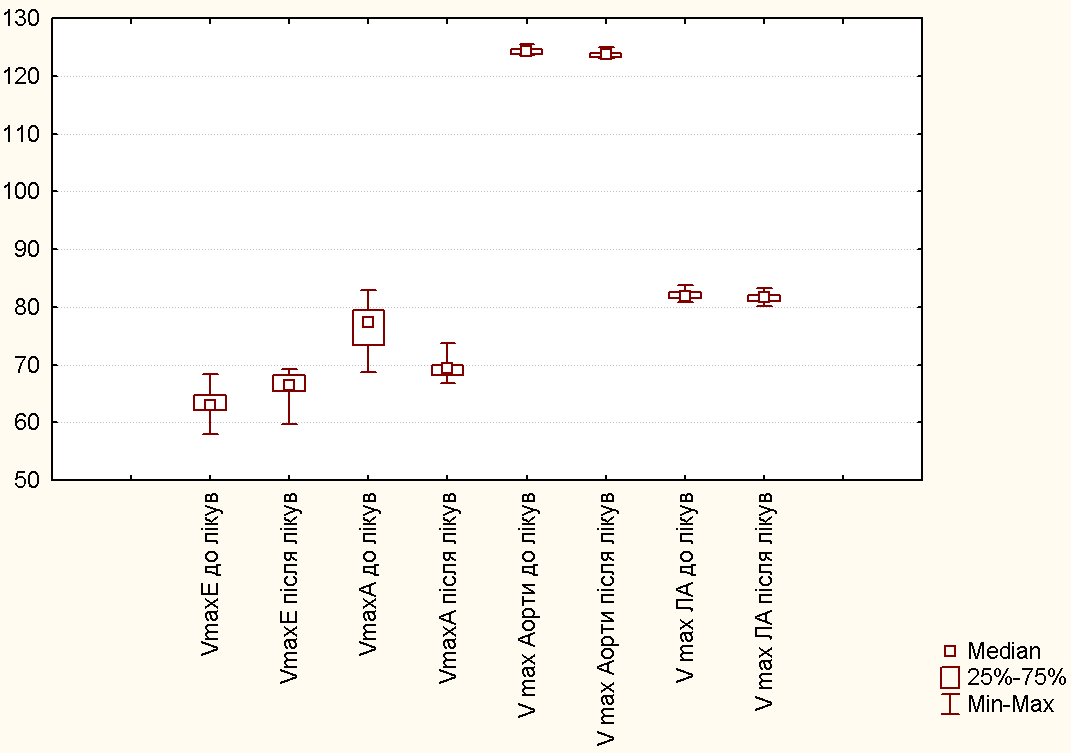 130
120
110
100
90
80
70
60
50
VmaxE до лікув
VmaxE після лікув
VmaxA до лікув
VmaxA після лікув
V max Аорти до лікув
V max Аорти після лікув
V max ЛА до лікув
V max ЛА після лікув
Median
25%-75%
Min-Max